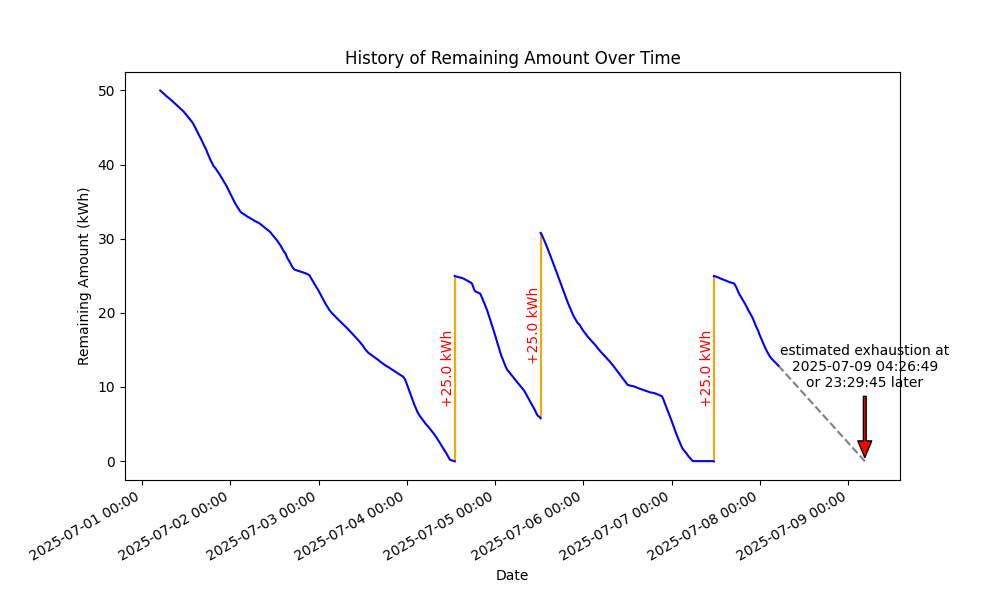 History of Remaining Amount Over Time
Remaining Amount (kWh)
50
40
30
20
10
0
+25.0 kWh
+25.0 kWh
+25.0 kWh
estimated exhaustion at
2025-07-09 04:26:49
or 23:29:45 later
2025-07-01 00:00
2025-07-02 00:00
2025-07-03 00:00
2025-07-04 00:00
2025-07-05 00:00
2025-07-06 00:00
2025-07-07 00:00
2025-07-08 00:00
2025-07-09 00:00
Date